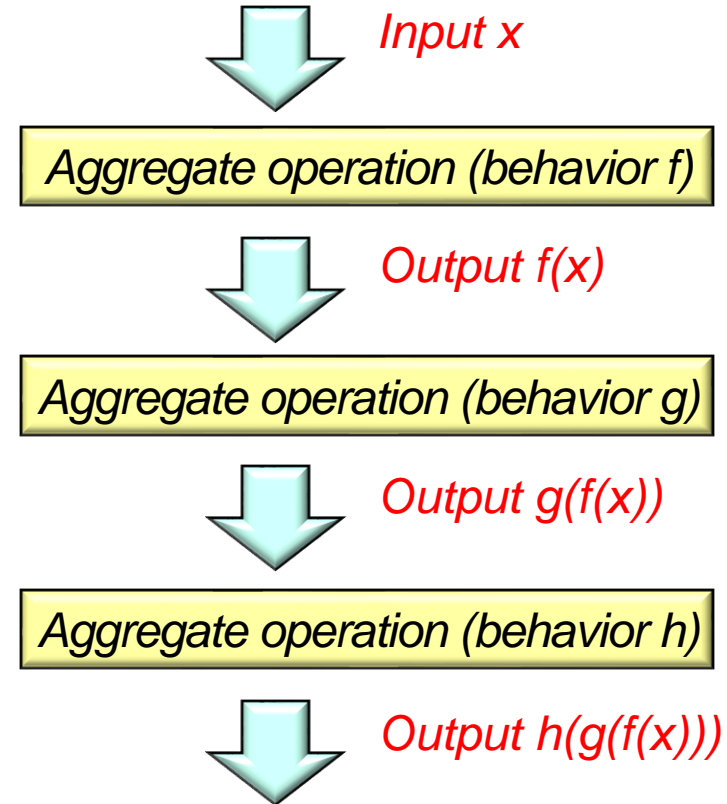 Input x
Aggregate operation (behavior f)
Output f(x)
Aggregate operation (behavior g)
Output g(f(x))
Aggregate operation (behavior h)
Output h(g(f(x)))